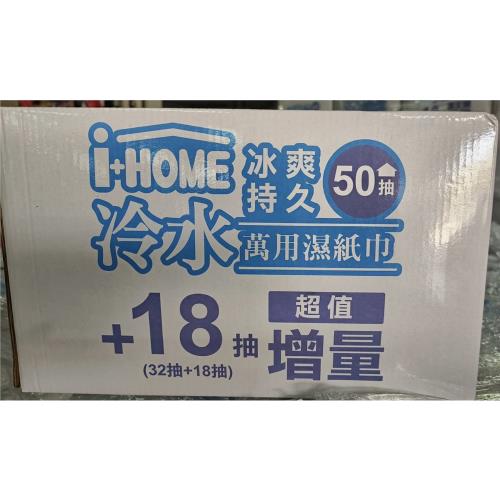 i+HOME
冰爽
持久
50抽
冷水
萬用濕紙巾
+18抽
(32抽+18抽)
超值
增量